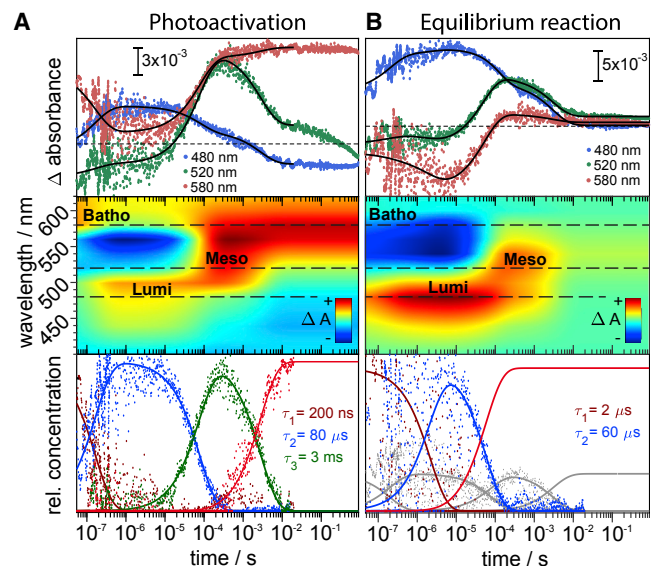 A Photoactivation
B Equilibrium reaction
Δ absorbance
3x10⁻³
480 nm
520 nm
580 nm
5x10⁻³
480 nm
520 nm
580 nm
wavelength / nm
600
550
500
450
Batho
Meso
Lumi
+
ΔA
-
Batho
Meso
Lumi
+
ΔA
-
rel. concentration
τ₁= 200 ns
τ₂= 80 μs
τ₃= 3 ms
τ₁= 2 μs
τ₂= 60 μs
10⁻⁷ 10⁻⁶ 10⁻⁵ 10⁻⁴ 10⁻³ 10⁻² 10⁻¹
time / s
10⁻⁷ 10⁻⁶ 10⁻⁵ 10⁻⁴ 10⁻³ 10⁻² 10⁻¹
time / s